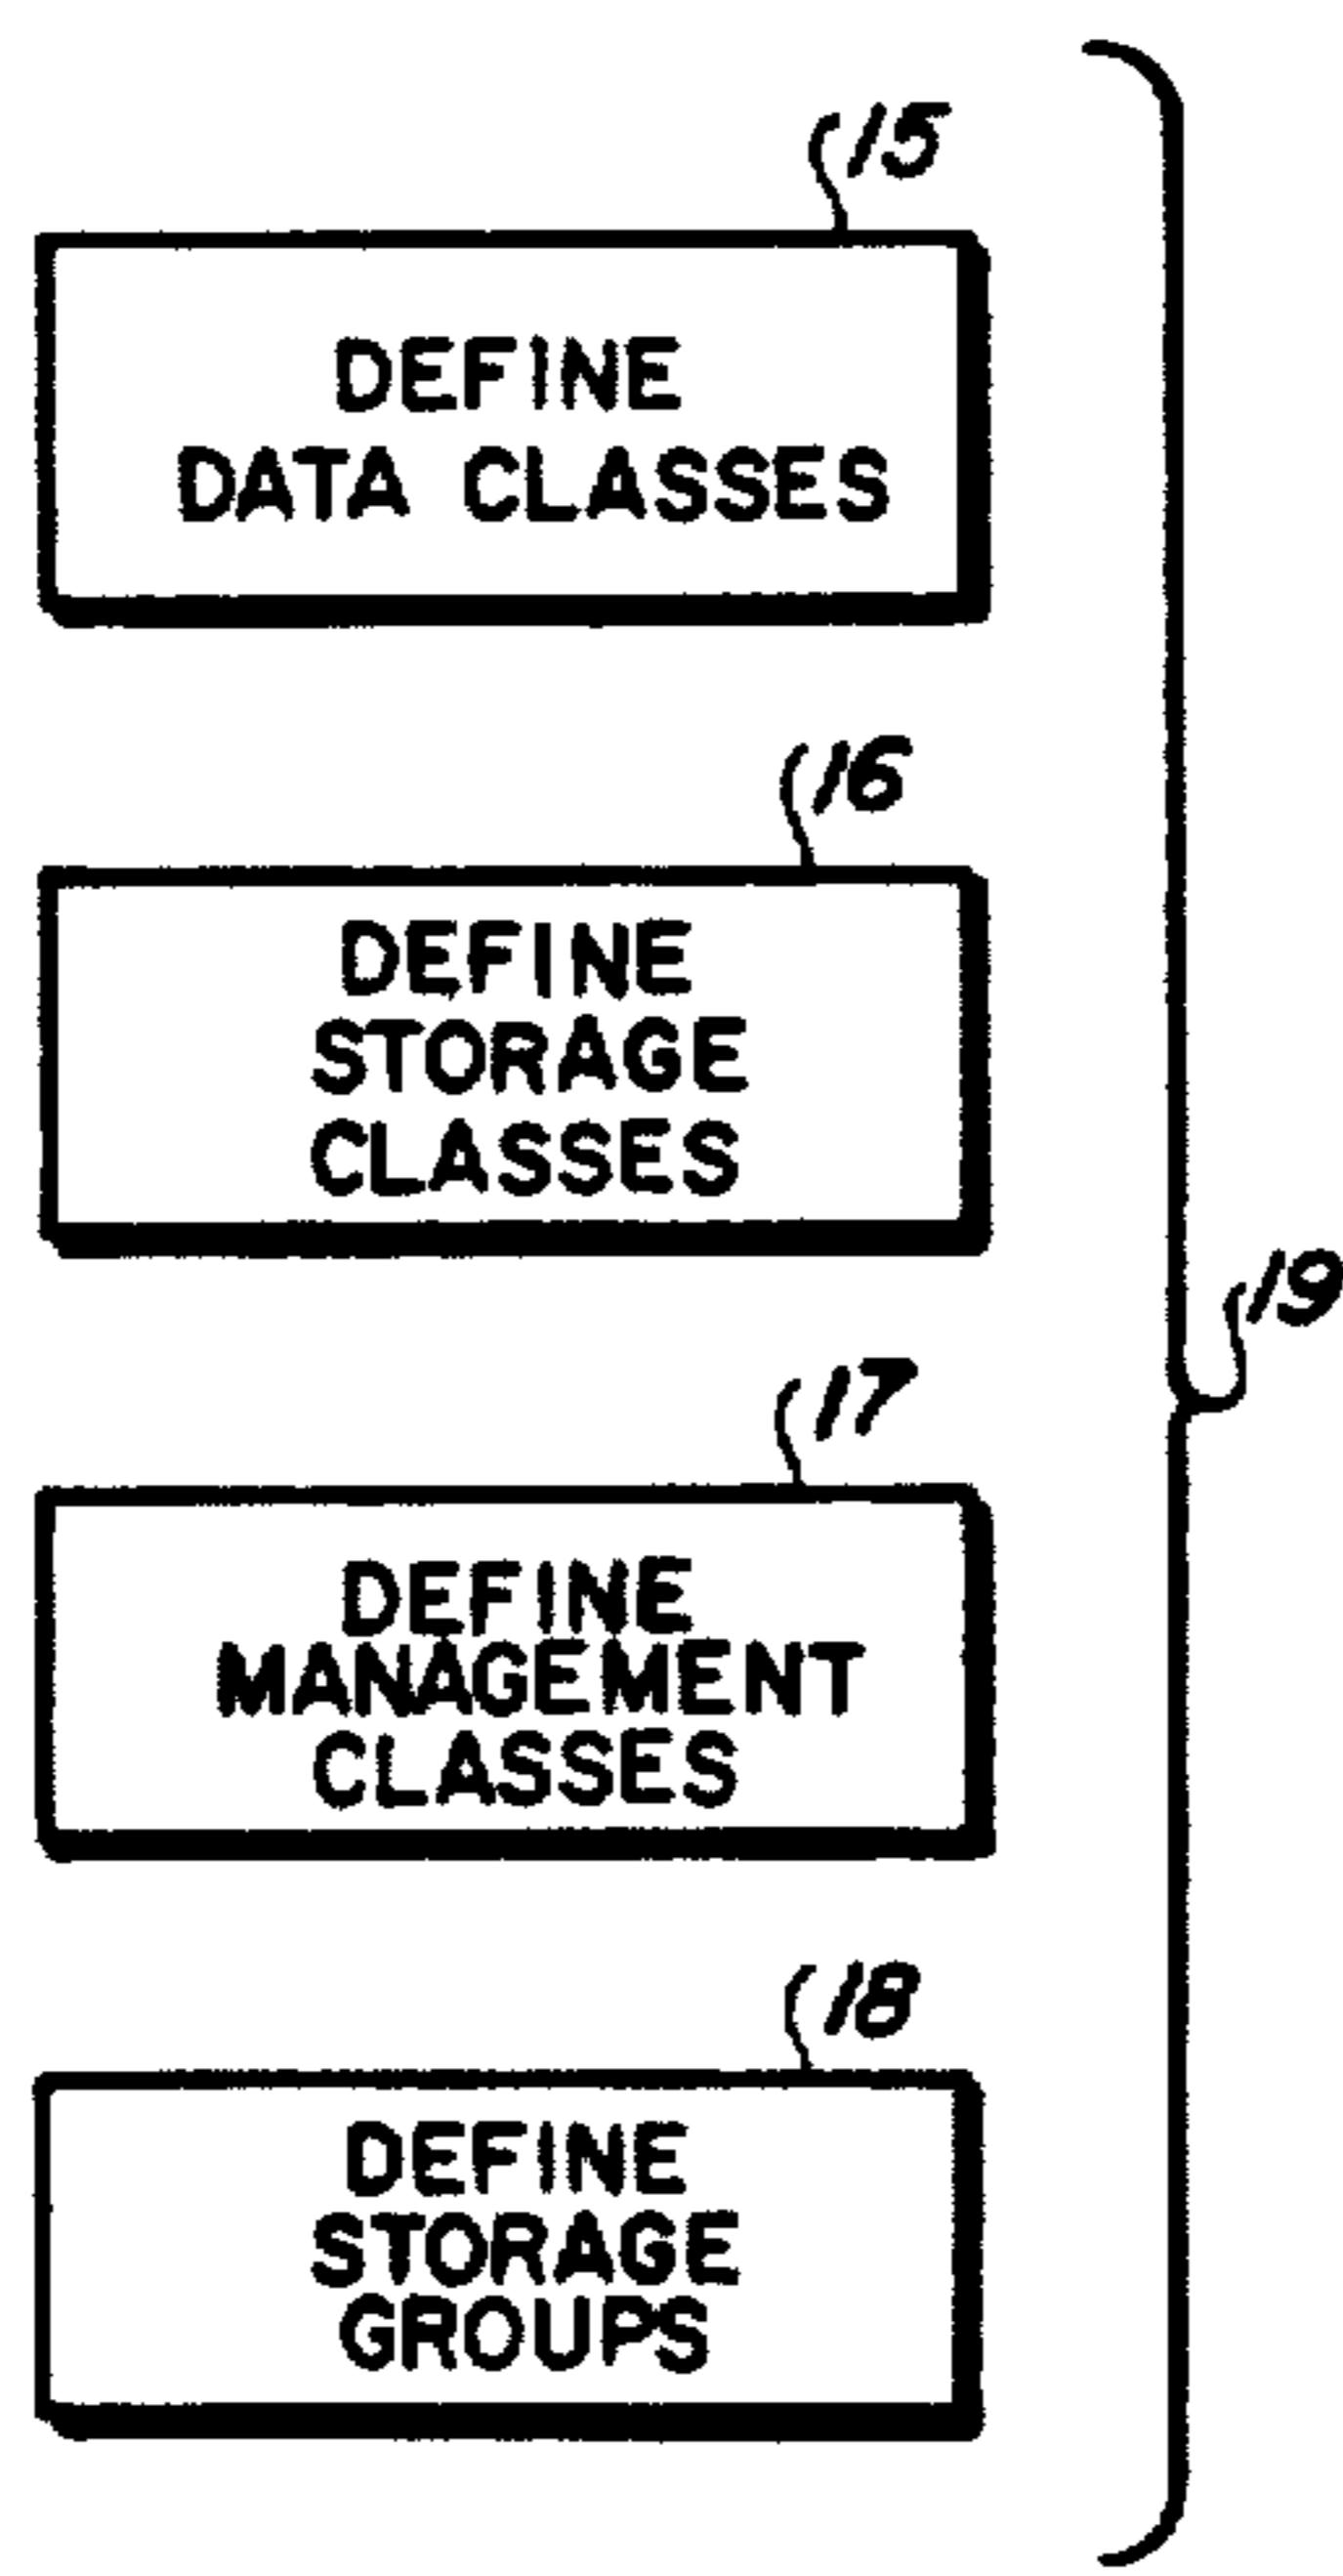 15
DEFINE
DATA CLASSES
16
DEFINE
STORAGE
CLASSES
19
17
DEFINE
MANAGEMENT
CLASSES
18
DEFINE
STORAGE
GROUPS